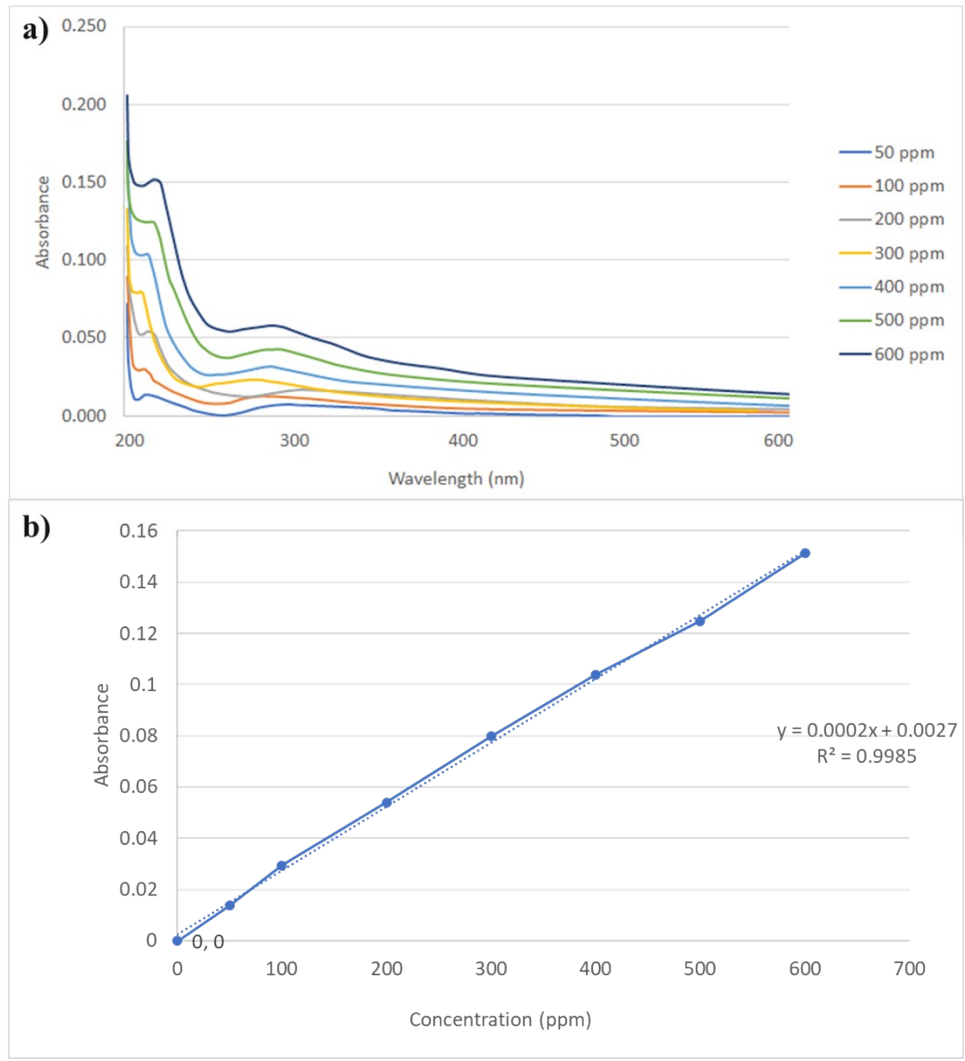 a)
0.250
0.200
0.150
0.100
0.050
0.000
Absorbance
200 300 400 500 600
Wavelength (nm)
50 ppm
100 ppm
200 ppm
300 ppm
400 ppm
500 ppm
600 ppm
b)
0.16
0.14
0.12
0.1
0.08
0.06
0.04
0.02
0
Absorbance
y = 0.0002x + 0.0027
R² = 0.9985
0, 0
0 100 200 300 400 500 600 700
Concentration (ppm)